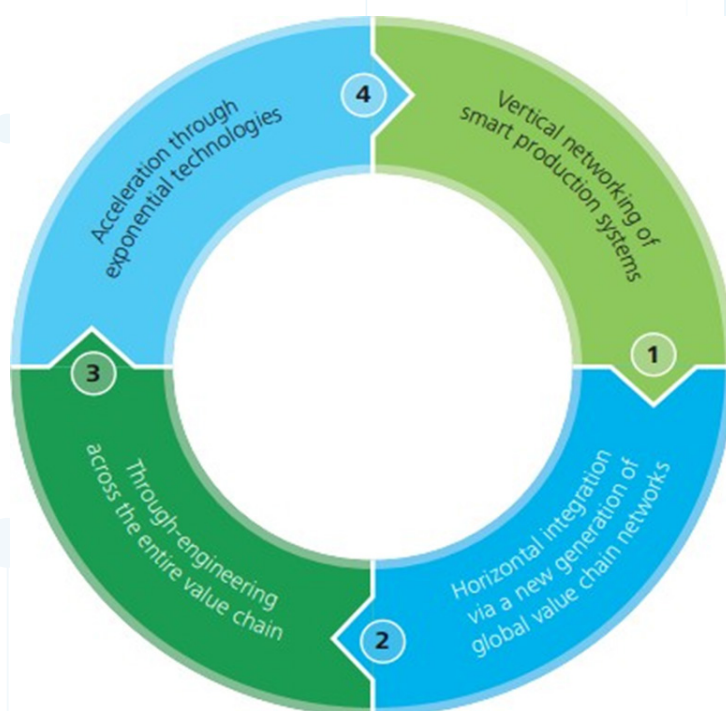 Vertical networking of
smart production systems
1
Horizontal integration
via a new generation of
global value chain networks
2
Through-engineering
across the entire value chain
3
Acceleration through
exponential technologies
4